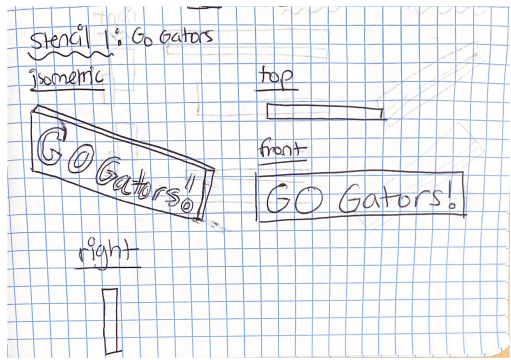 Stencil 1: Go Gators
isometric
GO Gators!
top
front
GO Gators!
right